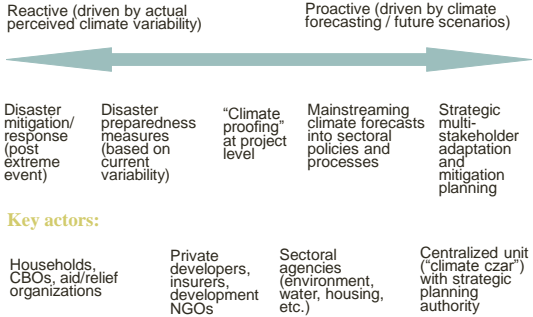 Reactive (driven by actual
perceived climate variability)
Proactive (driven by climate
forecasting / future scenarios)
Disaster
mitigation/
response
(post
extreme
event)
Disaster
preparedness
measures
(based on
current
variability)
“Climate
proofing”
at project
level
Mainstreaming
climate forecasts
into sectoral
policies and
processes
Strategic
multi-
stakeholder
adaptation
and
mitigation
planning
Key actors:
Households,
CBOs, aid/relief
organizations
Private
developers,
insurers,
development
NGOs
Sectoral
agencies
(environment,
water, housing,
etc.)
Centralized unit
(“climate czar”)
with strategic
planning
authority